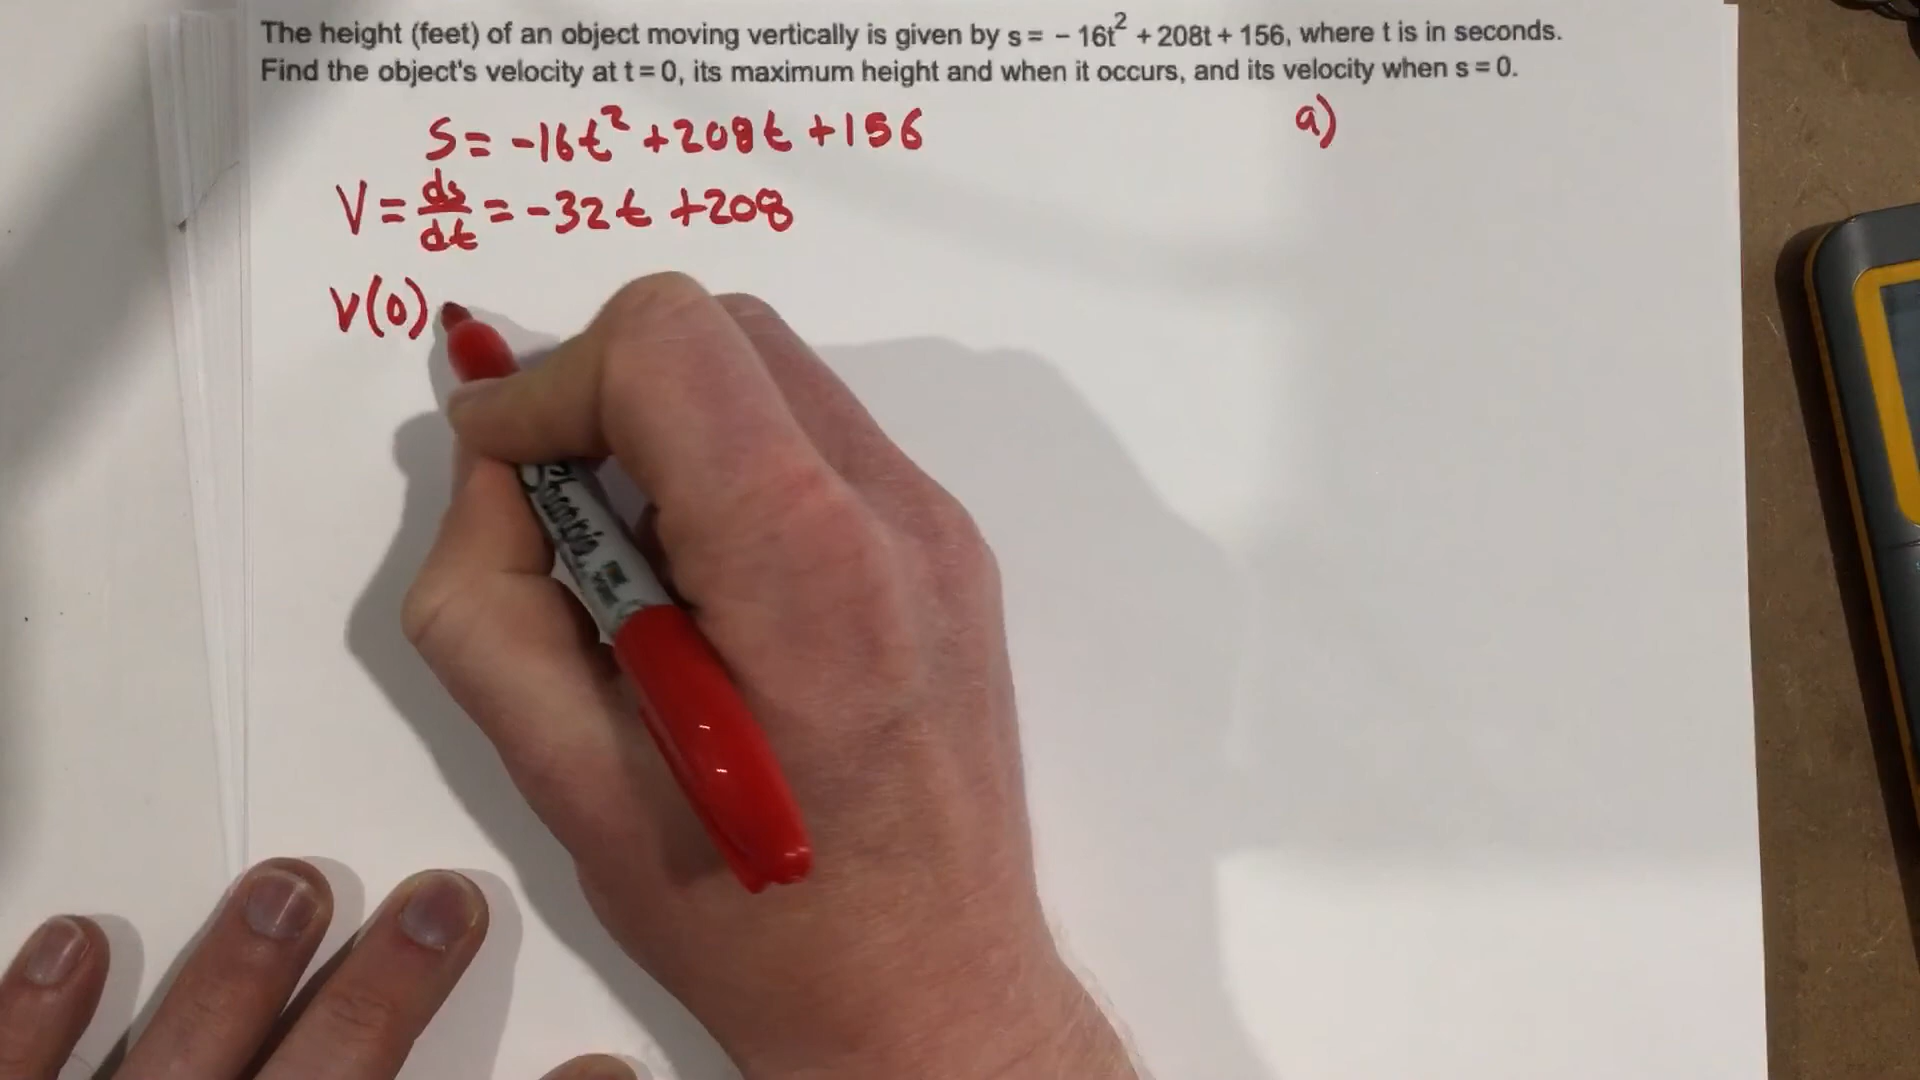 The height (feet) of an object moving vertically is given by s = − 16t² + 208t + 156, where t is in seconds.
Find the object's velocity at t = 0, its maximum height and when it occurs, and its velocity when s = 0.
a)
S = -16t² + 208t + 156
V = ds/dt = -32t + 208
V(0)
Sharpie